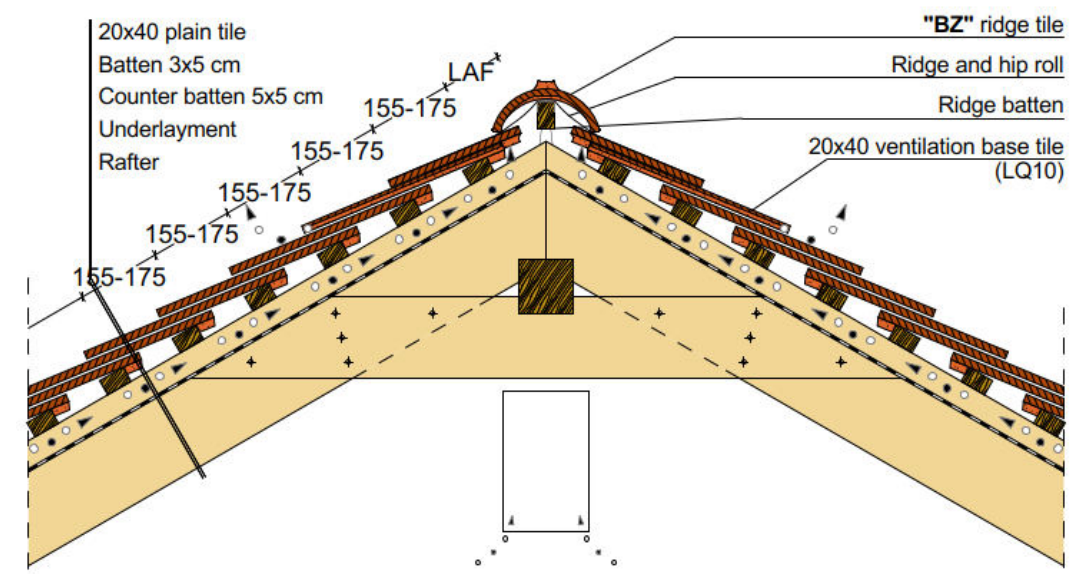 20x40 plain tile
Batten 3x5 cm
Counter batten 5x5 cm
Underlayment
Rafter
LAF
155-175
155-175
155-175
155-175
155-175
"BZ" ridge tile
Ridge and hip roll
Ridge batten
20x40 ventilation base tile
(LQ10)